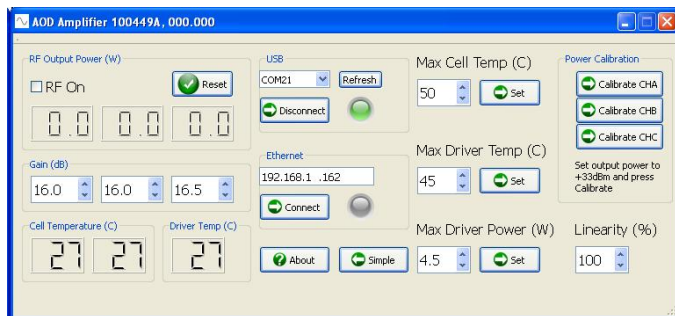 AOD Amplifier 100449A, 000.000
RF Output Power (W)
RF On
Reset
0.0 0.0 0.0
Gain (dB)
16.0 16.0 16.5
Cell Temperature (C)
27 27
Driver Temp (C)
27
USB
COM21 Refresh
Disconnect
Ethernet
192.168.1 .162
Connect
About Simple
Max Cell Temp (C)
50 Set
Max Driver Temp (C)
45 Set
Max Driver Power (W)
4.5 Set
Power Calibration
Calibrate CHA
Calibrate CHB
Calibrate CHC
Set output power to
+33dBm and press
Calibrate
Linearity (%)
100